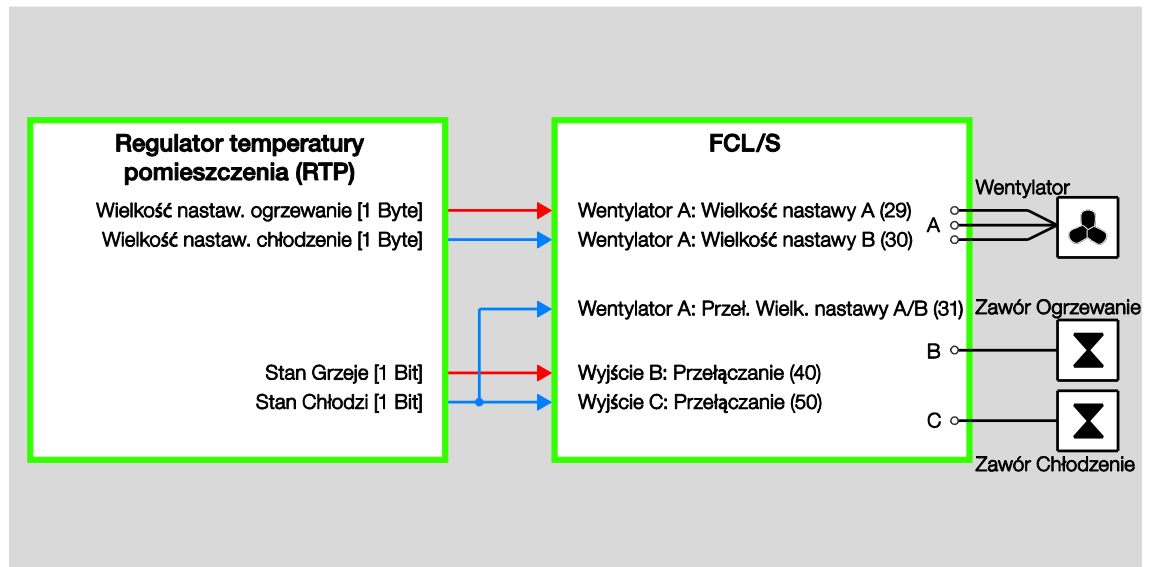 Regulator temperatury
pomieszczenia (RTP)
Wielkość nastaw. ogrzewanie [1 Byte]
Wielkość nastaw. chłodzenie [1 Byte]
Stan Grzeje [1 Bit]
Stan Chłodzi [1 Bit]
FCL/S
Wentylator A: Wielkość nastawy A (29)
Wentylator A: Wielkość nastawy B (30)
Wentylator A: Przeł. Wielk. nastawy A/B (31)
Wyjście B: Przełączanie (40)
Wyjście C: Przełączanie (50)
A
B
C
Wentylator
Zawór Ogrzewanie
Zawór Chłodzenie